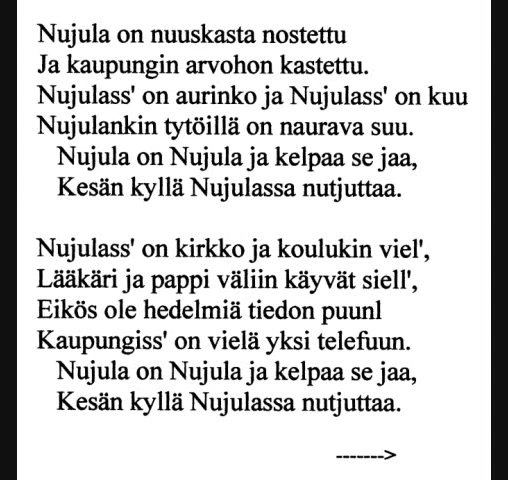 Nujula on nuuskasta nostettu
Ja kaupungin arvohon kastettu.
Nujulass' on aurinko ja Nujulass' on kuu
Nujulankin tytöillä on naurava suu.
Nujula on Nujula ja kelpaa se jaa,
Kesän kyllä Nujulassa nutjuttaa.
Nujulass' on kirkko ja koulukin viel',
Lääkäri ja pappi väliin käyvät siell',
Eikös ole hedelmiä tiedon puunl
Kaupungiss' on vielä yksi telefuun.
Nujula on Nujula ja kelpaa se jaa,
Kesän kyllä Nujulassa nutjuttaa.
------->